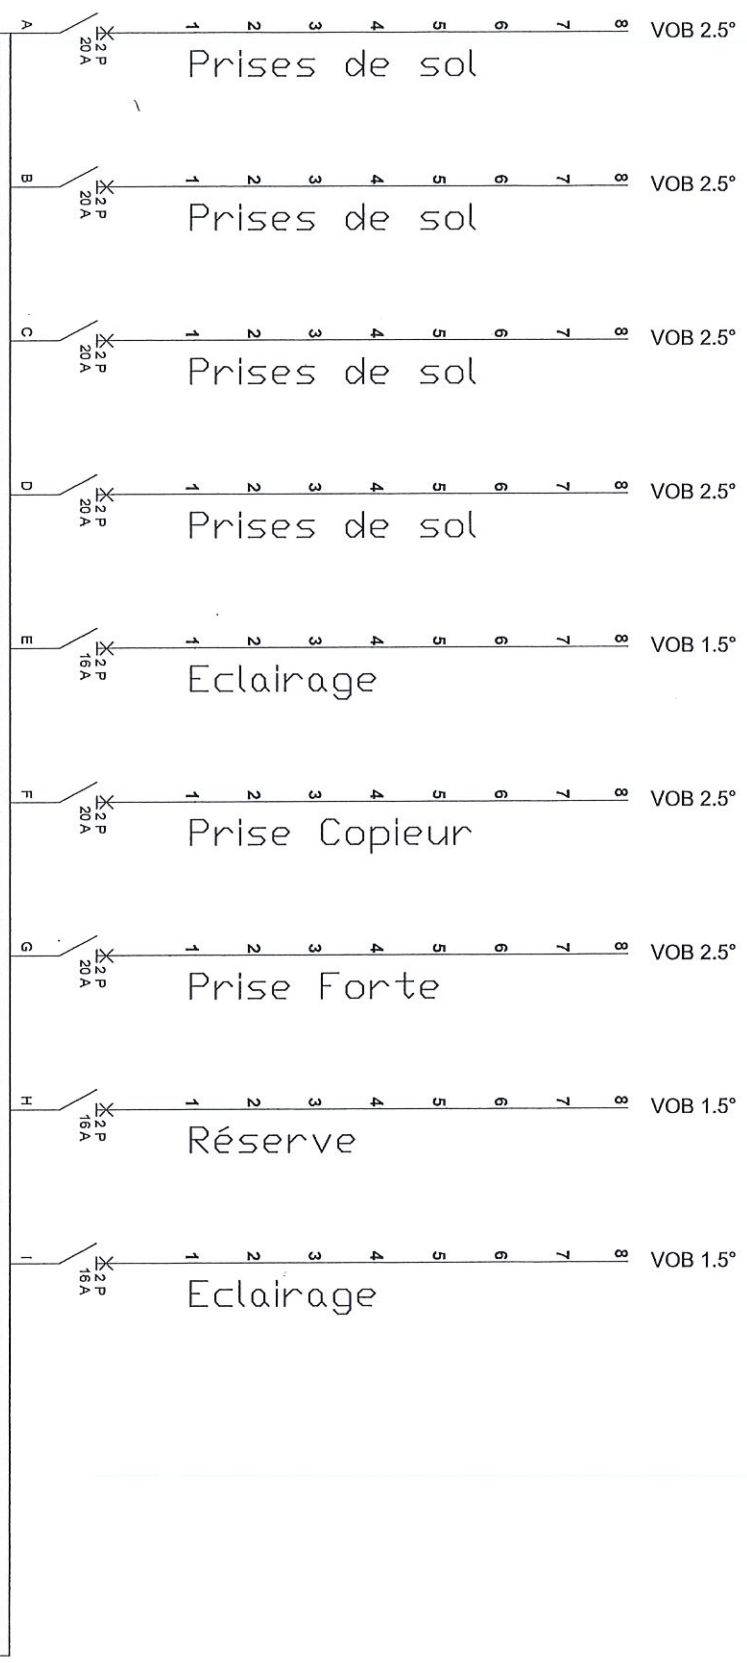 A 1 2 3 4 5 6 7 8 VOB 2.5°
2 P
20 A
Prises de sol
B 1 2 3 4 5 6 7 8 VOB 2.5°
2 P
20 A
Prises de sol
C 1 2 3 4 5 6 7 8 VOB 2.5°
2 P
20 A
Prises de sol
D 1 2 3 4 5 6 7 8 VOB 2.5°
2 P
20 A
Prises de sol
E 1 2 3 4 5 6 7 8 VOB 1.5°
2 P
16 A
Eclairage
F 1 2 3 4 5 6 7 8 VOB 2.5°
2 P
20 A
Prise Copieur
G 1 2 3 4 5 6 7 8 VOB 2.5°
2 P
20 A
Prise Forte
H 1 2 3 4 5 6 7 8 VOB 1.5°
2 P
16 A
Réserve
I 1 2 3 4 5 6 7 8 VOB 1.5°
2 P
16 A
Eclairage